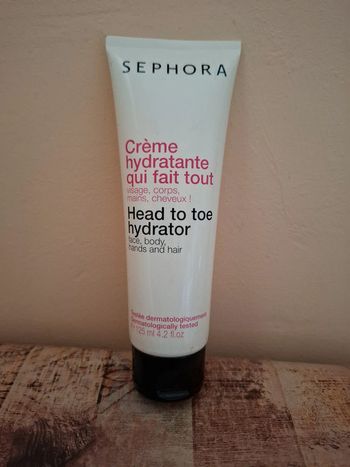 SEPHORA
Crème
hydratante
qui fait tout
visage, corps,
mains, cheveux !
Head to toe
hydrator
face, body,
hands and hair
Testée dermatologiquement
Dermatologically tested
125 ml 4.2 fl.oz